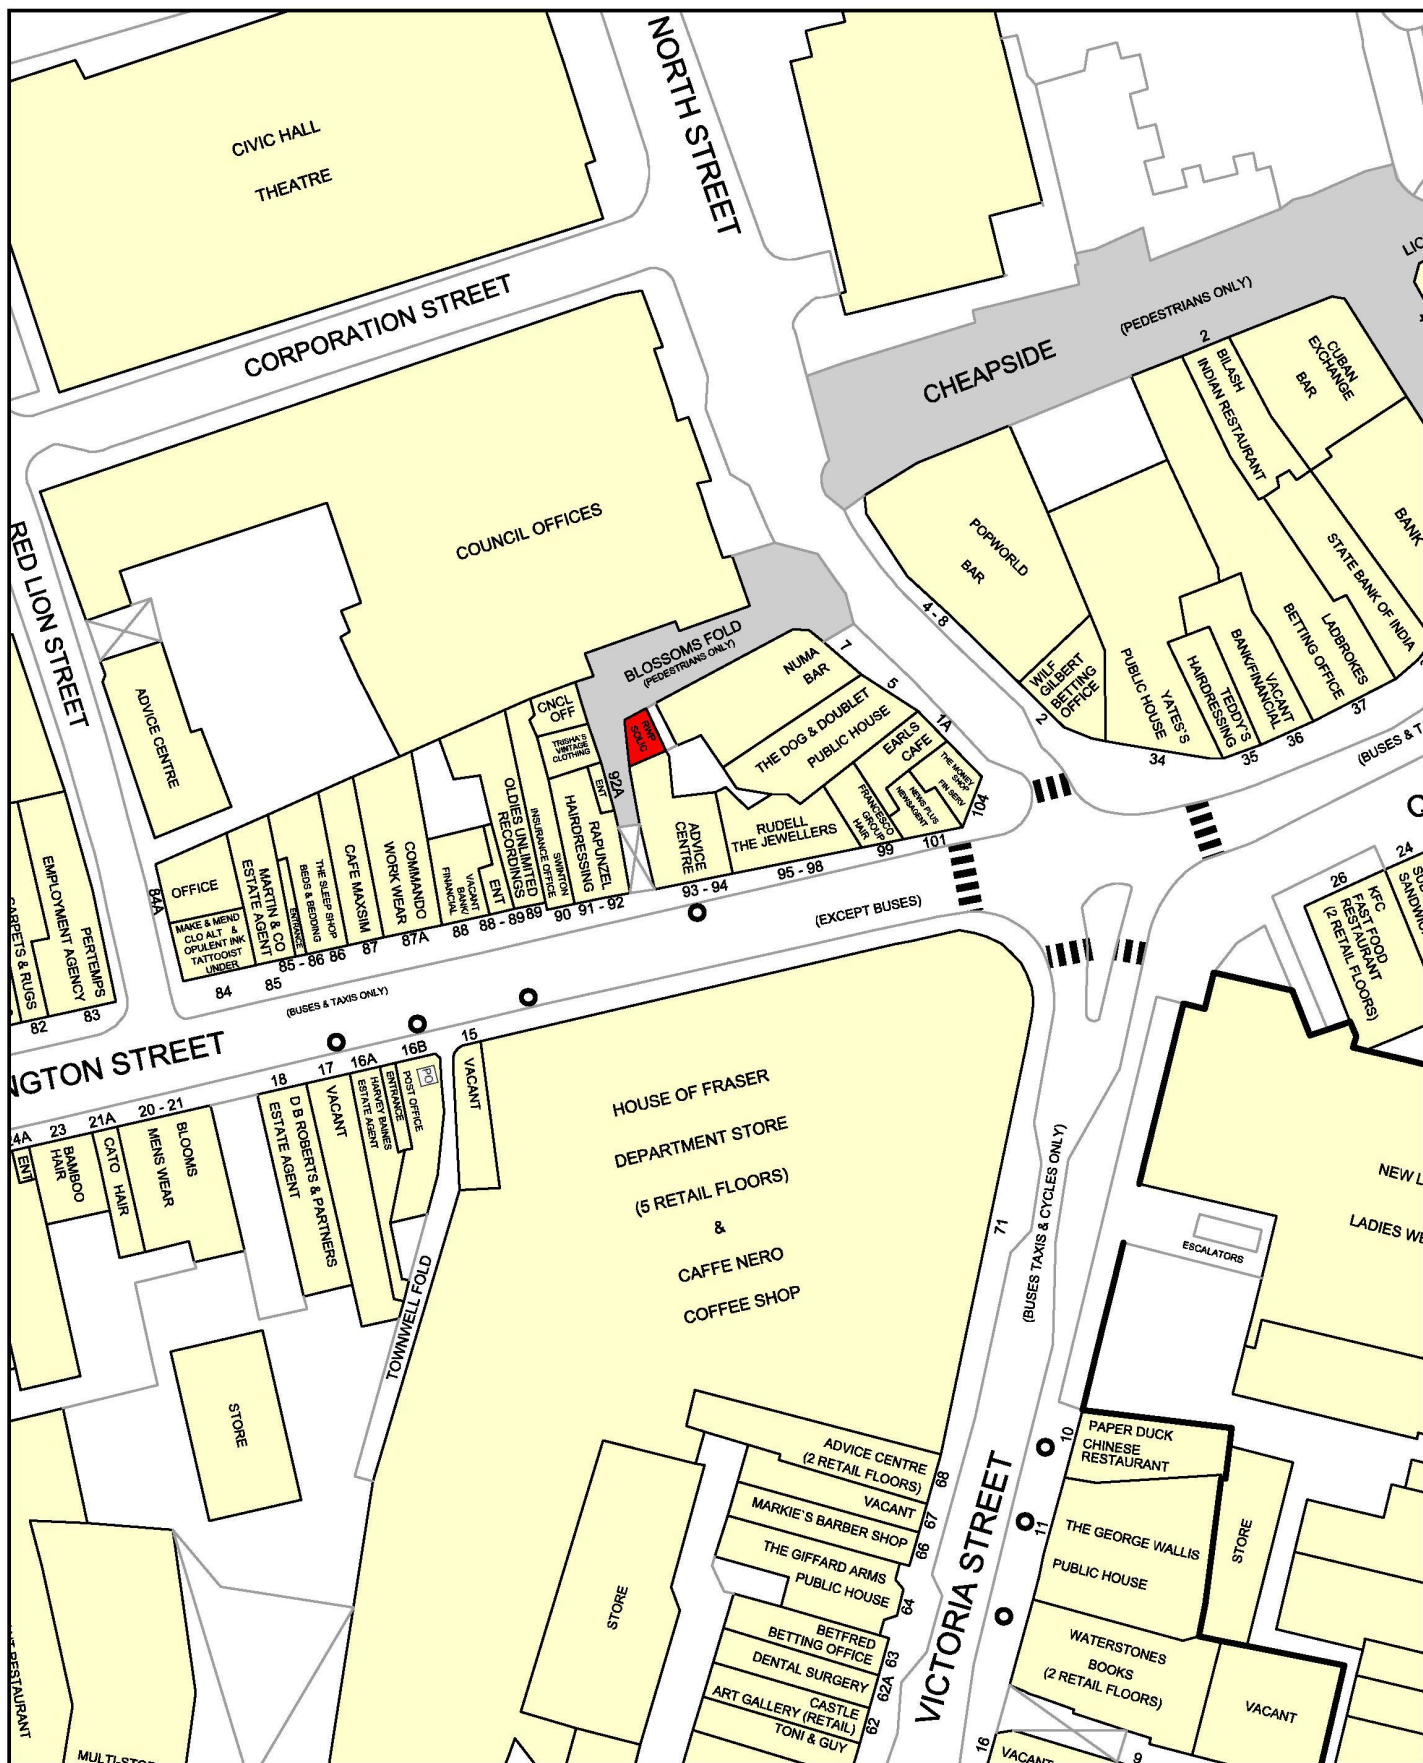 CIVIC HALL
THEATRE
NORTH STREET
CORPORATION STREET
(PEDESTRIANS ONLY)
CHEAPSIDE
2
BILASH
INDIAN RESTAURANT
CUBAN
EXCHANGE
BAR
BANK
STATE BANK OF INDIA
LADBROKES
BETTING OFFICE
37
VACANT
BANK/FINANCIAL
36
TEDDY'S
HAIRDRESSING
35
YATES'S
PUBLIC HOUSE
34
POPWORLD
BAR
4 - 8
WILF
GILBERT
BETTING
OFFICE
2
RED LION STREET
COUNCIL OFFICES
ADVICE CENTRE
BLOSSOMS FOLD
(PEDESTRIANS ONLY)
NUMA
BAR
7
THE DOG & DOUBLET
PUBLIC HOUSE
5
EARLS
CAFE
1A
THE MONEY
SHOP
FIN SERV
104
NEWS PLUS
NEWSAGENT
101
FRANCESCO
GROUP
HAIR
99
RUDELL
THE JEWELLERS
95 - 98
ADVICE
CENTRE
93 - 94
RWP
SOLIC
92A
CNCL
OFF
TRISHA'S
VINTAGE
CLOTHING
ENT
RAPUNZEL
HAIRDRESSING
91 - 92
SWINTON
INSURANCE OFFICE
90
89
OLDIES UNLIMITED
RECORDINGS
88 - 89
ENT
VACANT
BANK/
FINANCIAL
88
COMMANDO
WORK WEAR
87A
CAFE MAXSIM
87
THE SLEEP SHOP
BEDS & BEDDING
86
ENTRANCE
85 - 86
MARTIN & CO
ESTATE AGENT
85
OFFICE
84A
MAKE & MEND
CLO ALT &
OPULENT INK
TATTOOIST
UNDER
84
PERTEMPS
EMPLOYMENT AGENCY
83
CARPETS & RUGS
82
(BUSES & TAXIS ONLY)
(EXCEPT BUSES)
NGTON STREET
15
VACANT
16B
PO
POST OFFICE
16A
ENTRANCE
HARVEY BAINES
ESTATE AGENT
17
VACANT
18
D B ROBERTS & PARTNERS
ESTATE AGENT
20 - 21
BLOOMS
MENS WEAR
21A
CATO HAIR
23
BAMBOO
HAIR
4A
ENT
TOWNWELL FOLD
STORE
HOUSE OF FRASER
DEPARTMENT STORE
(5 RETAIL FLOORS)
&
CAFFE NERO
COFFEE SHOP
71
(BUSES TAXIS & CYCLES ONLY)
24
26
KFC
FAST FOOD
RESTAURANT
(2 RETAIL FLOORS)
NEW L
LADIES WE
ESCALATORS
ADVICE CENTRE
(2 RETAIL FLOORS)
68
VACANT
67
MARKIE'S BARBER SHOP
66
THE GIFFARD ARMS
PUBLIC HOUSE
64
BETFRED
BETTING OFFICE
63
DENTAL SURGERY
62A
CASTLE
ART GALLERY (RETAIL)
62
TONI & GUY
STORE
VICTORIA STREET
10
PAPER DUCK
CHINESE
RESTAURANT
11
THE GEORGE WALLIS
PUBLIC HOUSE
STORE
WATERSTONES
BOOKS
(2 RETAIL FLOORS)
VACANT
16
VACANT
9
RESTAURANT
MULTI-STO
(BUSES & T